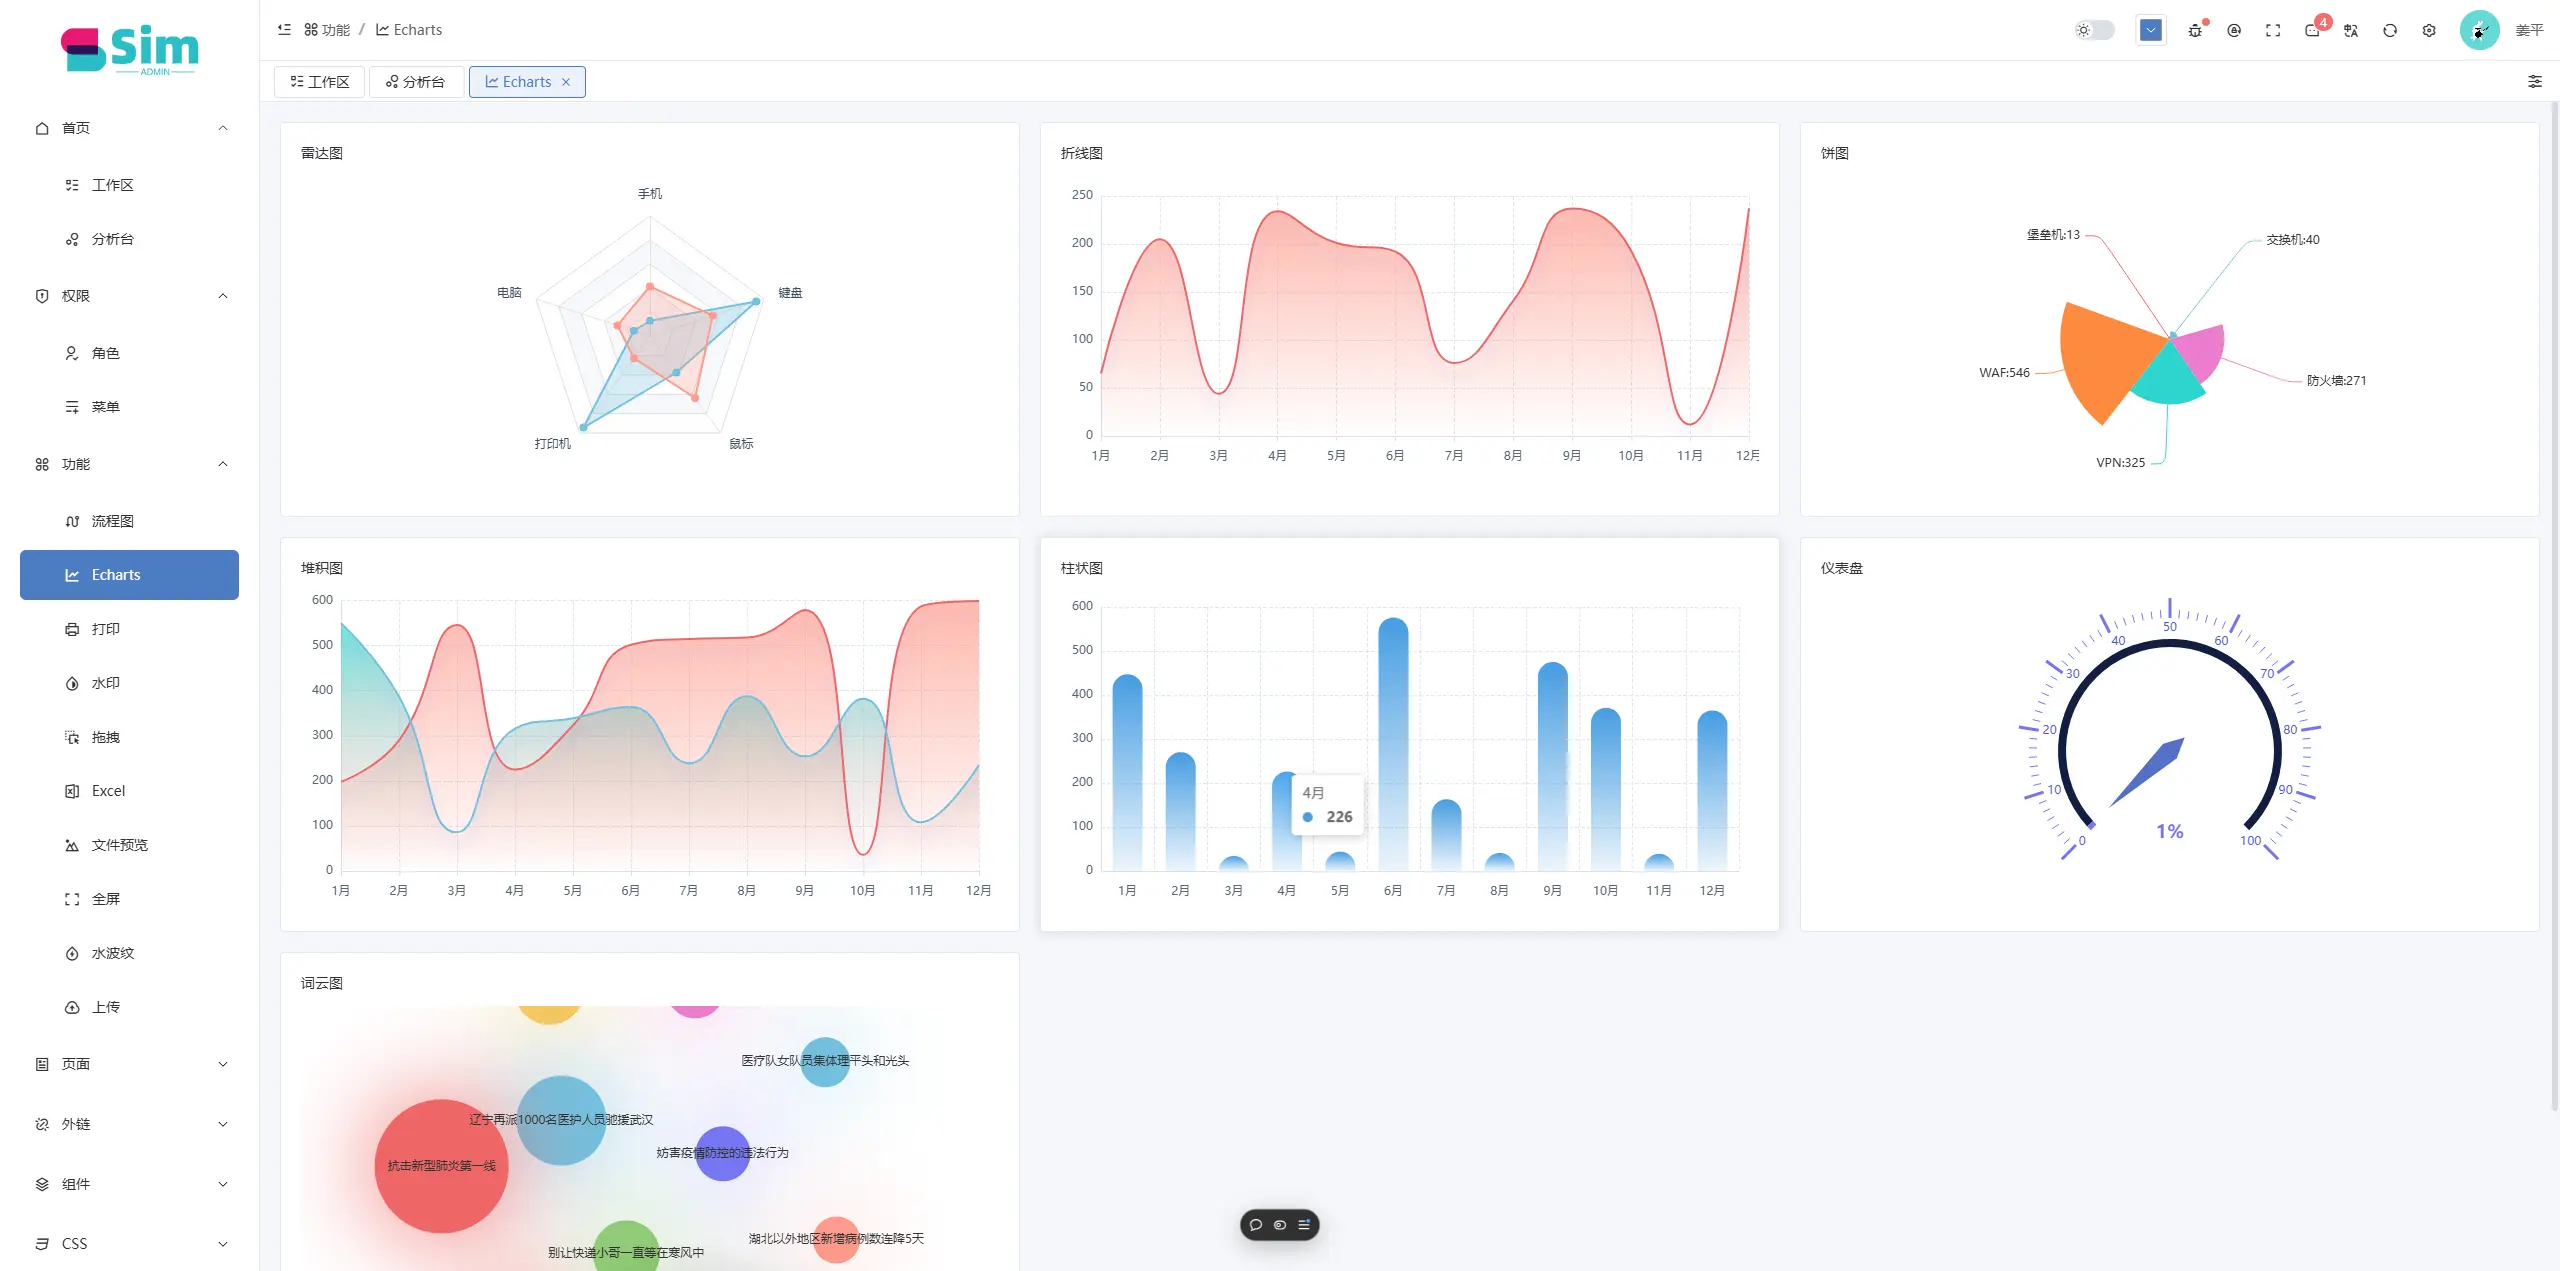 Sim
ADMIN
首页
工作区
分析台
权限
角色
菜单
功能
流程图
Echarts
打印
水印
拖拽
Excel
文件预览
全屏
水波纹
上传
页面
外链
组件
CSS
功能 / Echarts
4
姜平
工作区 分析台 Echarts
雷达图
手机
电脑
键盘
打印机
鼠标
折线图
250
200
150
100
50
0
1月 2月 3月 4月 5月 6月 7月 8月 9月 10月 11月 12月
饼图
堡垒机:13
交换机:40
WAF:546
防火墙:271
VPN:325
堆积图
600
500
400
300
200
100
0
1月 2月 3月 4月 5月 6月 7月 8月 9月 10月 11月 12月
柱状图
600
500
400
300
200
100
0
4月
226
1月 2月 3月 4月 5月 6月 7月 8月 9月 10月 11月 12月
仪表盘
0
10
20
30
40
50
60
70
80
90
100
1%
词云图
医疗队女队员集体理平头和光头
辽宁再派1000名医护人员驰援武汉
妨害疫情防控的违法行为
抗击新型肺炎第一线
湖北以外地区新增病例数连降5天
别让快递小哥一直等在寒风中